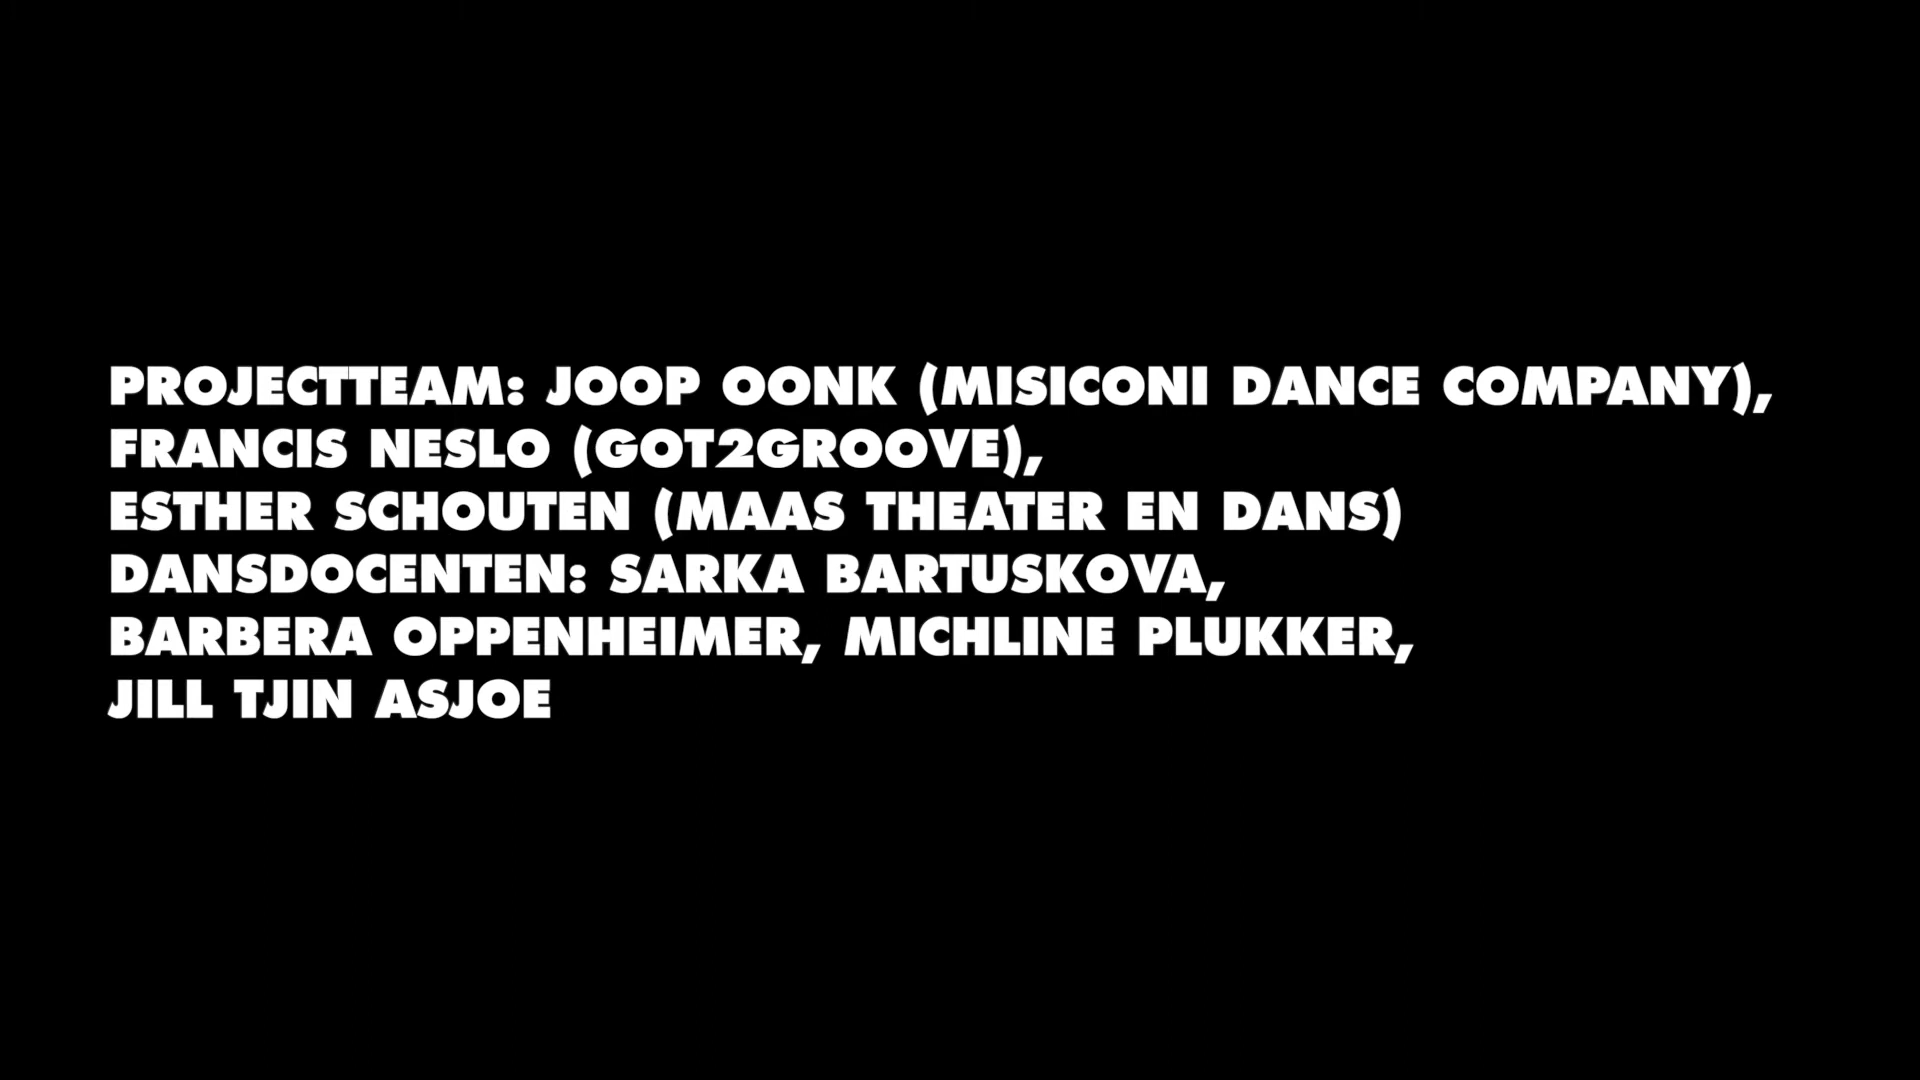 PROJECTTEAM: JOOP OONK (MISICONI DANCE COMPANY),
FRANCIS NESLO (GOT2GROOVE),
ESTHER SCHOUTEN (MAAS THEATER EN DANS)
DANSDOCENTEN: SARKA BARTUSKOVA,
BARBERA OPPENHEIMER, MICHLINE PLUKKER,
JILL TJIN ASJOE